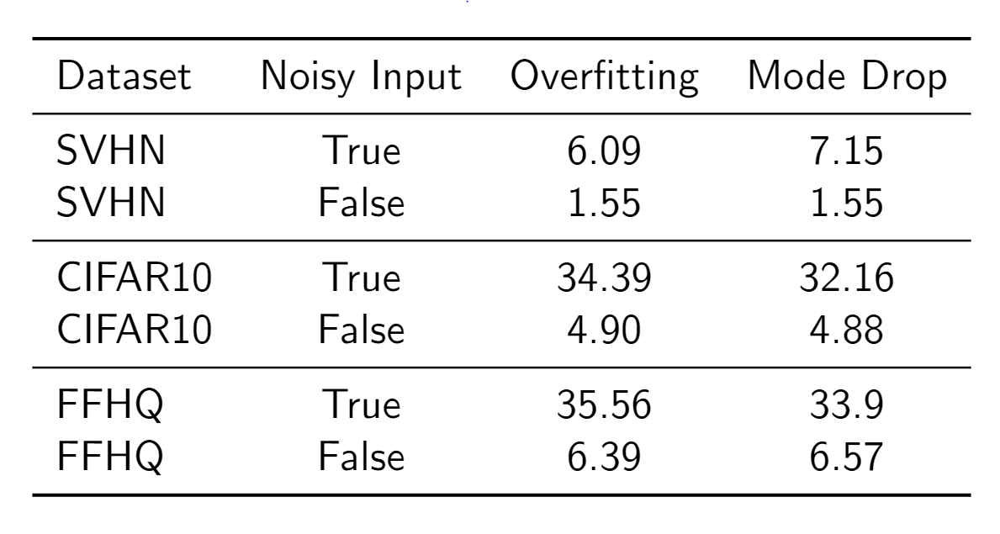 Dataset Noisy Input Overfitting Mode Drop
SVHN True 6.09 7.15
SVHN False 1.55 1.55
CIFAR10 True 34.39 32.16
CIFAR10 False 4.90 4.88
FFHQ True 35.56 33.9
FFHQ False 6.39 6.57